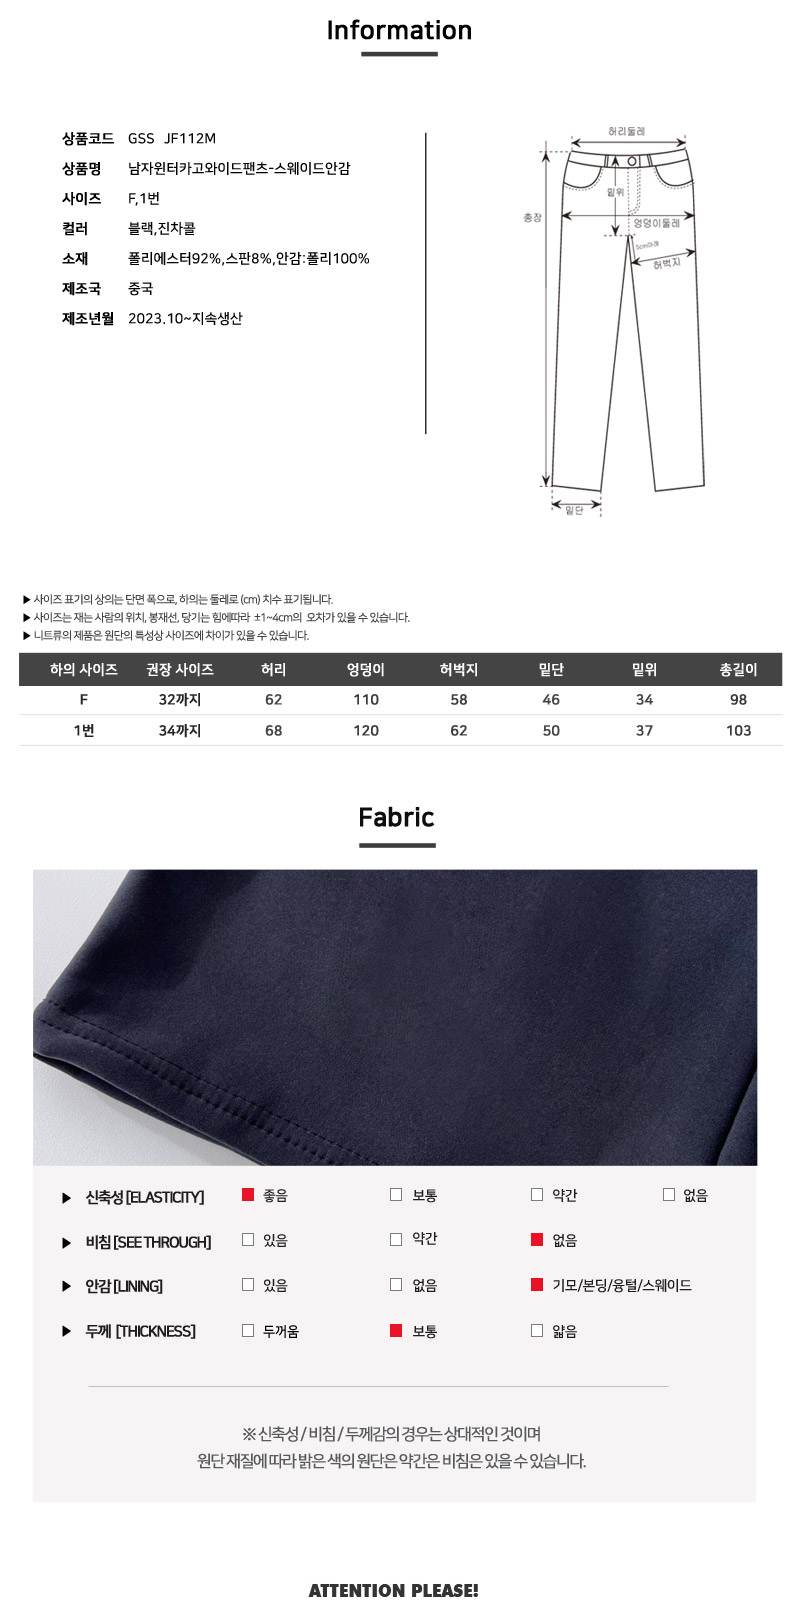 Information
상품코드 GSS JF112M
상품명 남자윈터카고와이드팬츠-스웨이드안감
사이즈 F,1번
컬러 블랙,진차콜
소재 폴리에스터92%,스판8%,안감:폴리100%
제조국 중국
제조년월 2023.10~지속생산
허리둘레
밑위
총장
엉덩이둘레
5cm아래
허벅지
밑단
▶ 사이즈 표기의 상의는 단면 폭으로, 하의는 둘레로 (cm) 치수 표기됩니다.
▶ 사이즈는 재는 사람의 위치, 봉재선, 당기는 힘에따라 ±1~4cm의 오차가 있을 수 있습니다.
▶ 니트류의 제품은 원단의 특성상 사이즈에 차이가 있을 수 있습니다.
하의 사이즈 권장 사이즈 허리 엉덩이 허벅지 밑단 밑위 총길이
F 32까지 62 110 58 46 34 98
1번 34까지 68 120 62 50 37 103
Fabric
▶ 신축성 [ELASTICITY] 좋음 보통 약간 없음
▶ 비침 [SEE THROUGH] 있음 약간 없음
▶ 안감 [LINING] 있음 없음 기모/본딩/융털/스웨이드
▶ 두께 [THICKNESS] 두꺼움 보통 얇음
※ 신축성 / 비침 / 두께감의 경우는 상대적인 것이며
원단 재질에 따라 밝은 색의 원단은 약간은 비침은 있을 수 있습니다.
ATTENTION PLEASE!